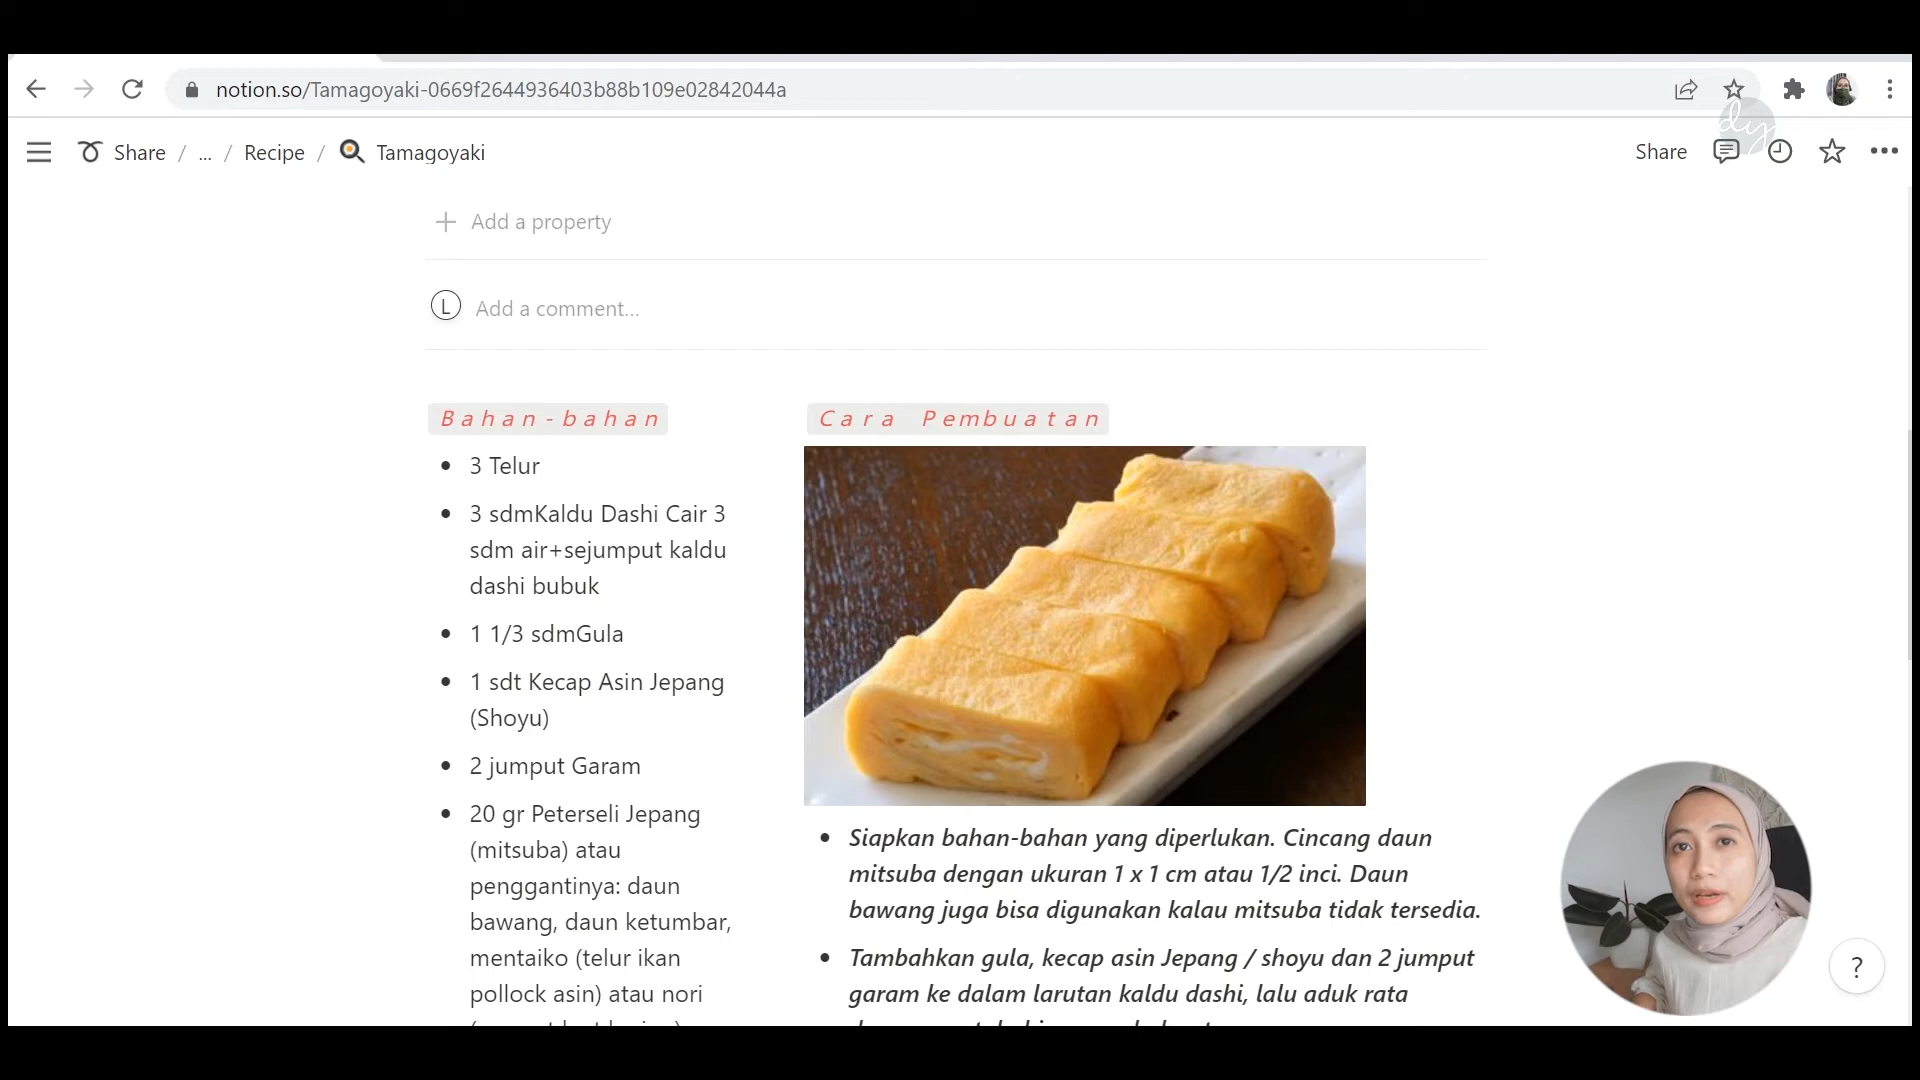 notion.so/Tamagoyaki-0669f2644936403b88b109e02842044a
dy
Share / ... / Recipe / Tamagoyaki
Share
Add a property
L Add a comment...
Bahan-bahan
3 Telur
3 sdmKaldu Dashi Cair 3
sdm air+sejumput kaldu
dashi bubuk
1 1/3 sdmGula
1 sdt Kecap Asin Jepang
(Shoyu)
2 jumput Garam
20 gr Peterseli Jepang
(mitsuba) atau
penggantinya: daun
bawang, daun ketumbar,
mentaiko (telur ikan
pollock asin) atau nori
Cara Pembuatan
Siapkan bahan-bahan yang diperlukan. Cincang daun
mitsuba dengan ukuran 1 x 1 cm atau 1/2 inci. Daun
bawang juga bisa digunakan kalau mitsuba tidak tersedia.
Tambahkan gula, kecap asin Jepang / shoyu dan 2 jumput
garam ke dalam larutan kaldu dashi, lalu aduk rata
?